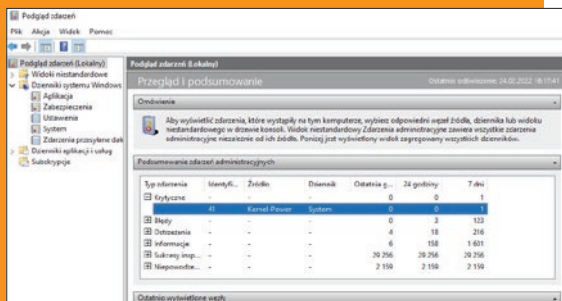 Podgląd zdarzeń
Plik Akcja Widok Pomoc
Podgląd zdarzeń (Lokalny)
Widoki niestandardowe
Dzienniki systemu Windows
Aplikacja
Zabezpieczenia
Ustawienia
System
Zdarzenia przesyłane dalej
Dzienniki aplikacji i usług
Subskrypcje
Podgląd zdarzeń (Lokalny)
Przegląd i podsumowanie Ostatnie odświeżenie: 24.02.2022 18:11:41
Omówienie
Aby wyświetlić zdarzenia, które wystąpiły na tym komputerze, wybierz odpowiedni węzeł źródła, dziennika lub widoku
niestandardowego w drzewie konsoli. Widok niestandardowy Zdarzenia administracyjne zawiera wszystkie zdarzenia
administracyjne niezależnie od ich źródła. Poniżej jest wyświetlony widok zagregowany wszystkich dzienników.
Podsumowanie zdarzeń administracyjnych
Typ zdarzenia Identyfi... Źródło Dziennik Ostatnia g... 24 godziny 7 dni
Krytyczne - - - 0 0 1
41 Kernel-Power System 0 0 1
Błędy - - - 0 3 123
Ostrzeżenia - - - 4 18 216
Informacje - - - 6 158 1 601
Sukcesy insp... - - - 29 256 29 256 29 256
Niepowodze... - - - 2 159 2 159 2 159
Ostatnio wyświetlone węzły